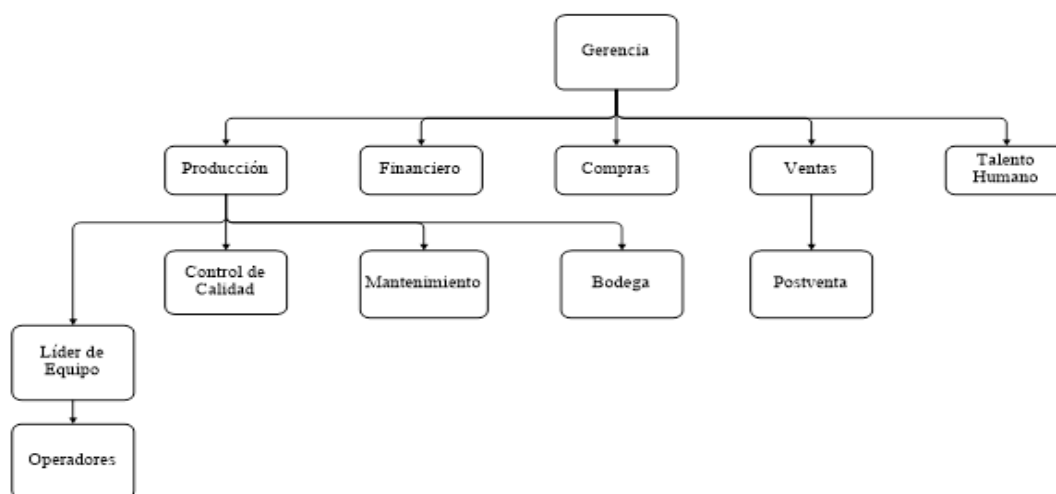 Gerencia
Producción
Financiero
Compras
Ventas
Talento
Humano
Control de
Calidad
Mantenimiento
Bodega
Postventa
Líder de
Equipo
Operadores